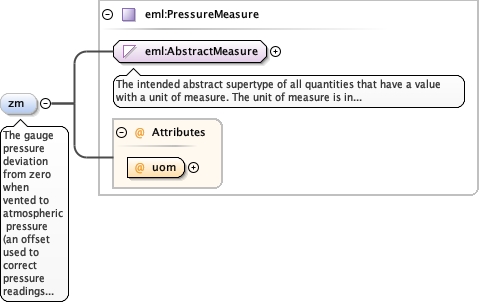 eml:PressureMeasure
eml:AbstractMeasure
The intended abstract supertype of all quantities that have a value
with a unit of measure. The unit of measure is in...
zm
The gauge
pressure
deviation
from zero
when
vented to
atmospheric
pressure
(an offset
used to
correct
pressure
readings...
@ Attributes
@ uom